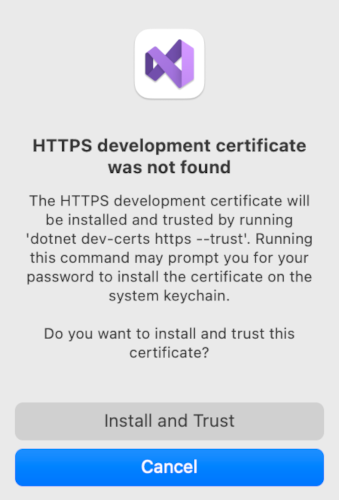 HTTPS development certificate
was not found
The HTTPS development certificate will
be installed and trusted by running
'dotnet dev-certs https --trust'. Running
this command may prompt you for your
password to install the certificate on the
system keychain.
Do you want to install and trust this
certificate?
Install and Trust
Cancel